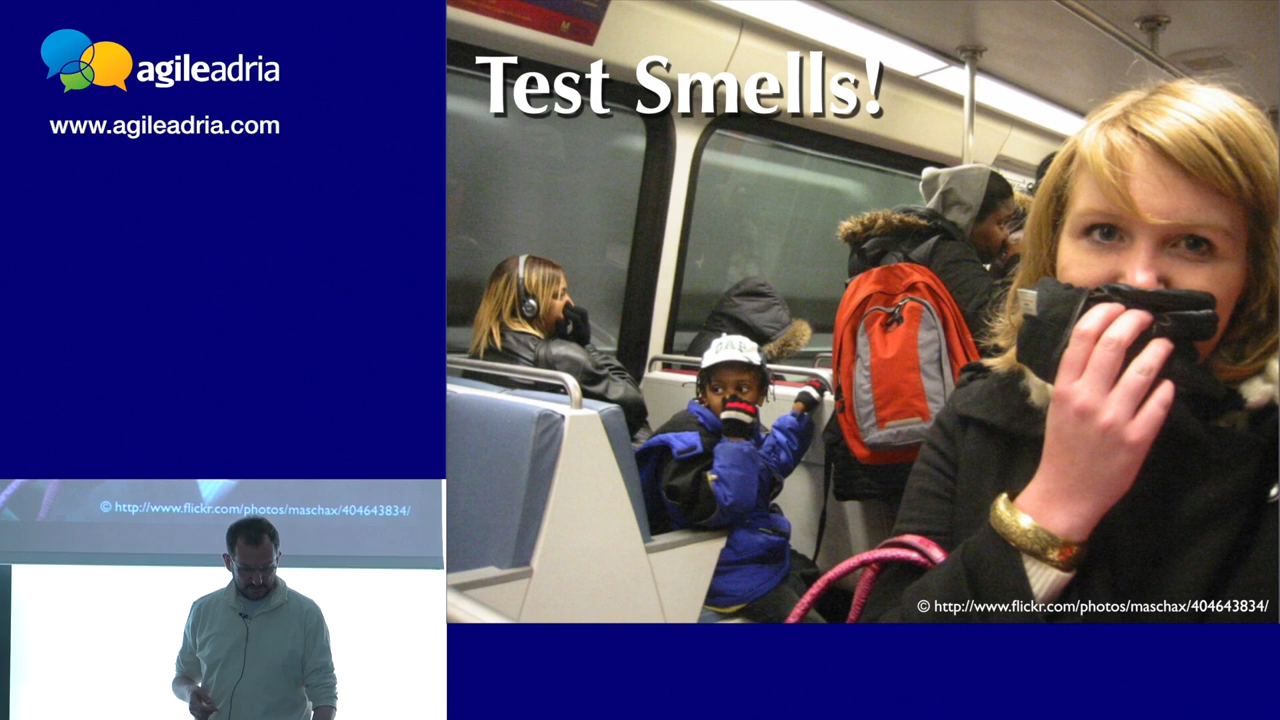 agileadria
www.agileadria.com
Test Smells!
GAP
© http://www.flickr.com/photos/maschax/404643834/
© http://www.flickr.com/photos/maschax/404643834/